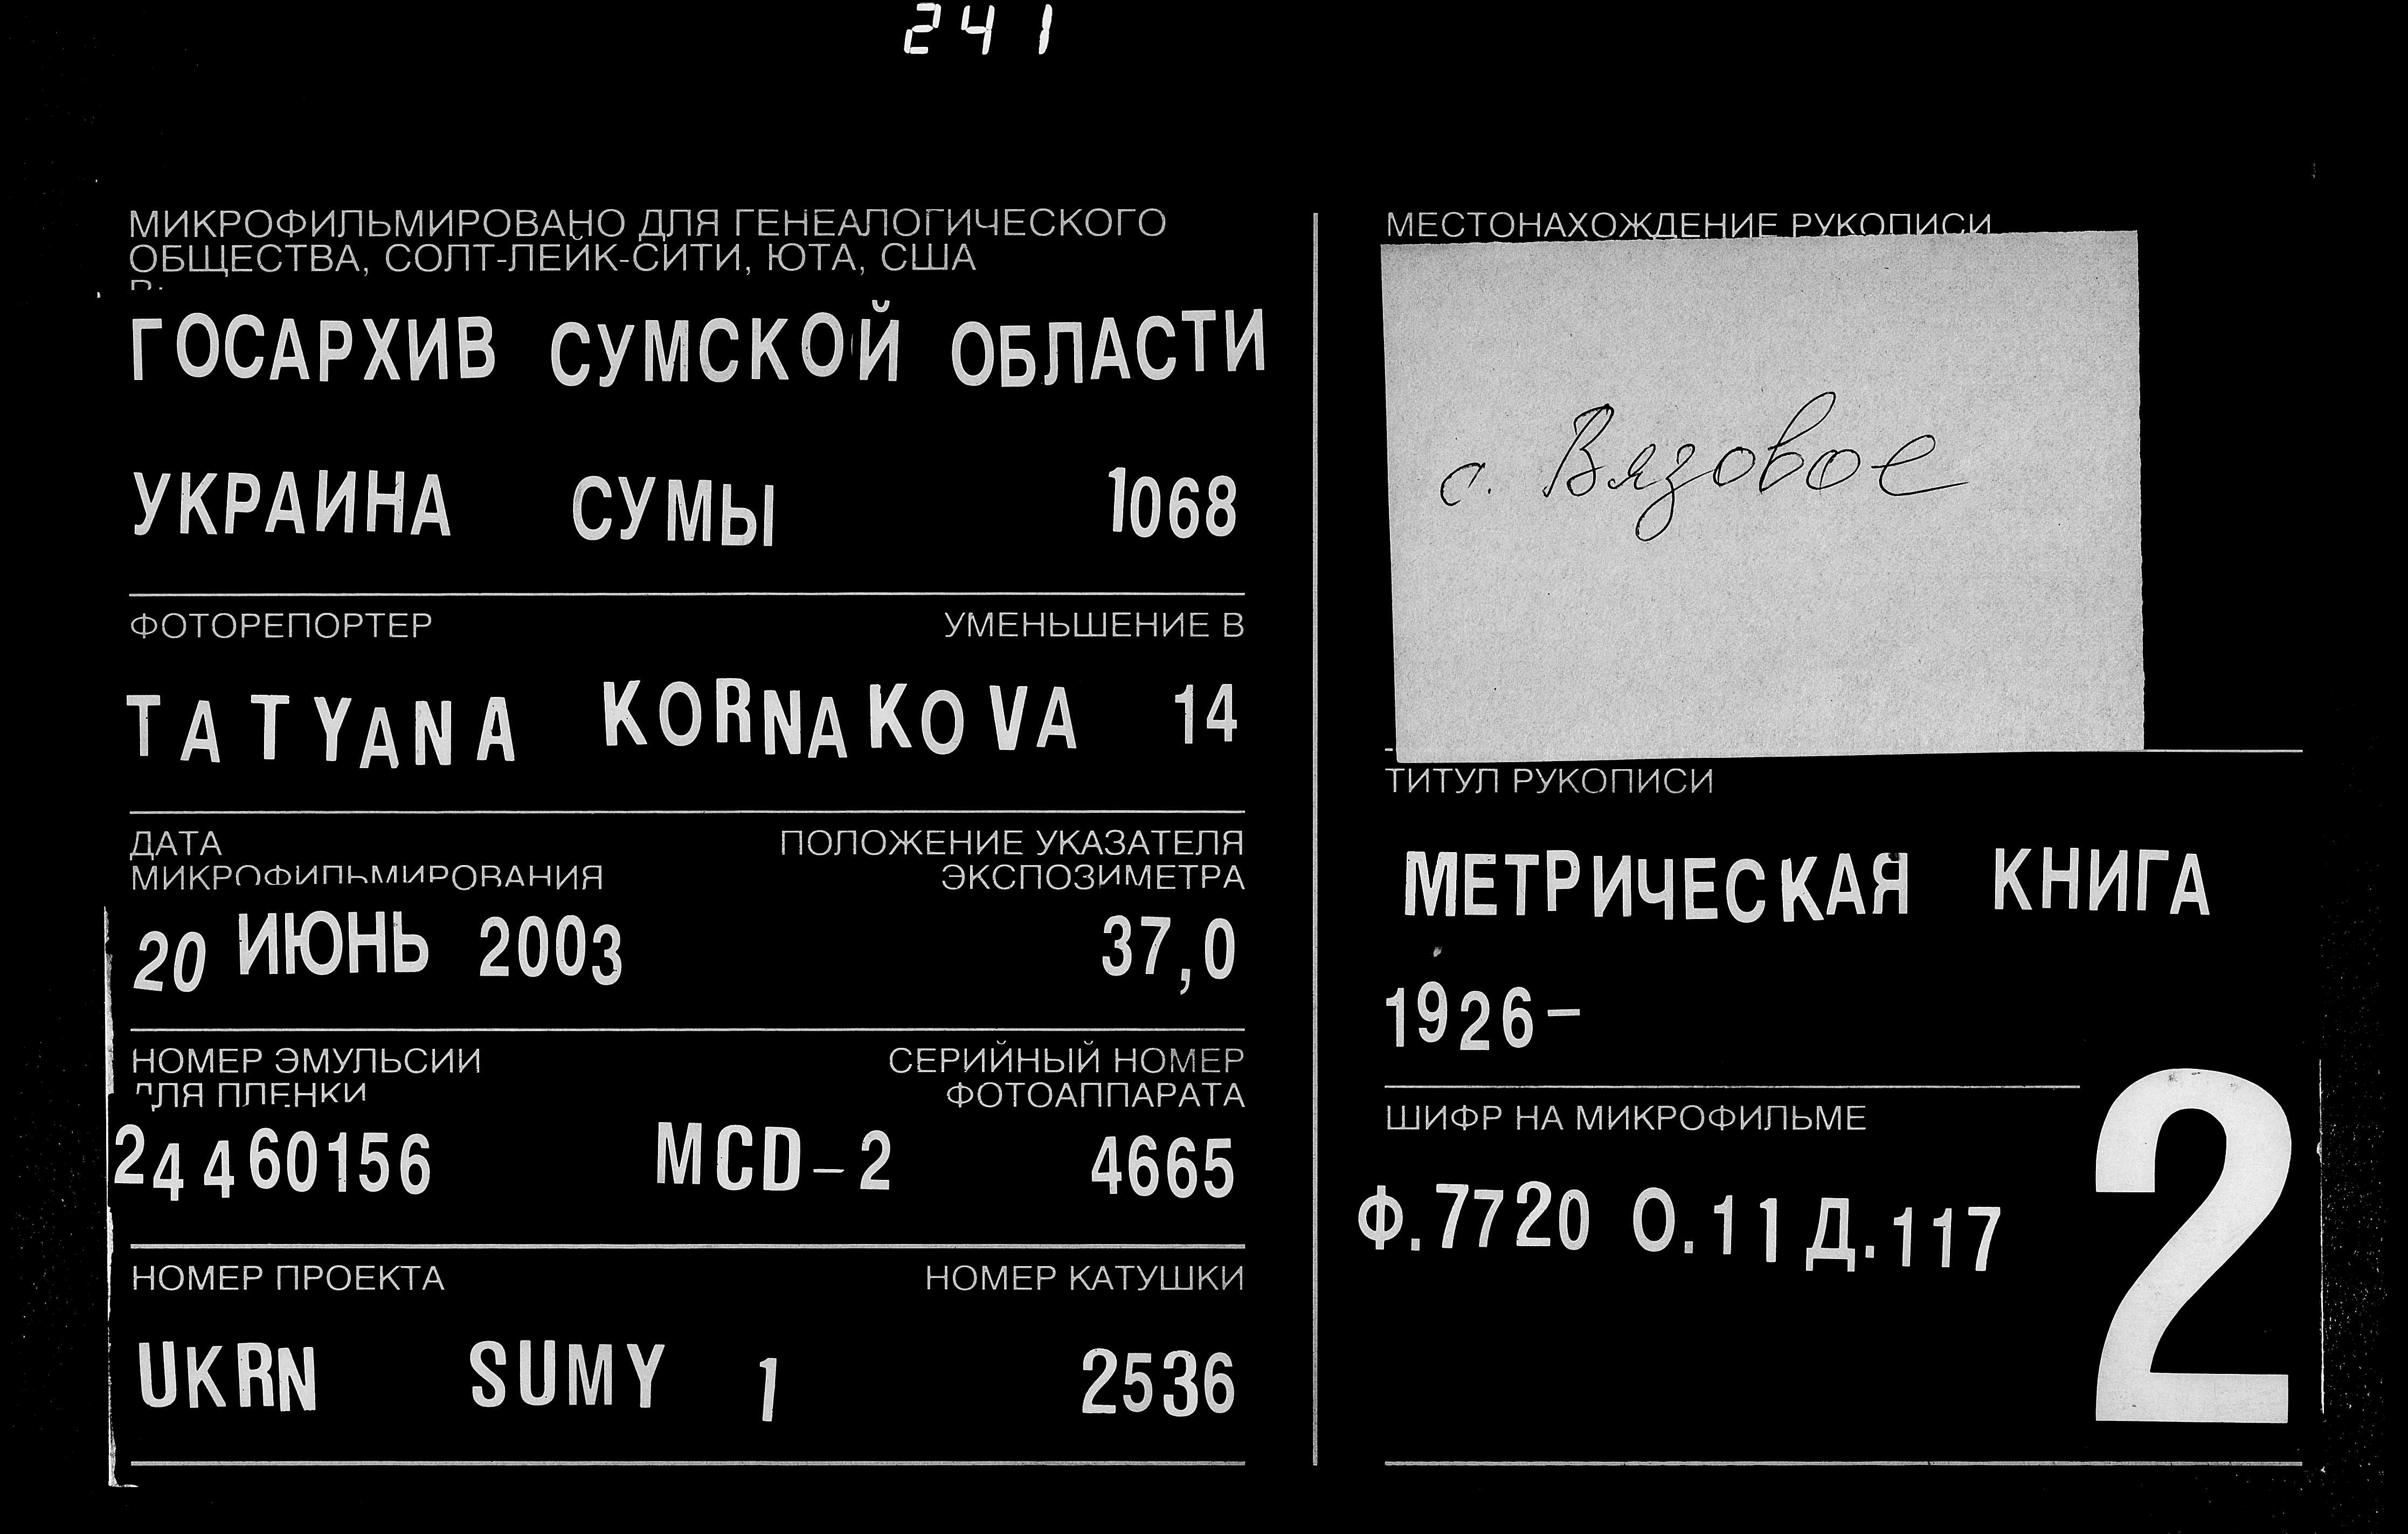 241
МИКРОФИЛЬМИРОВАНО ДЛЯ ГЕНЕАЛОГИЧЕСКОГО
ОБЩЕСТВА, СОЛТ-ЛЕЙК-СИТИ, ЮТА, США
В:
ГОСАРХИВ СУМСКОЙ ОБЛАСТИ
УКРАИНА СУМЫ 1068
ФОТОРЕПОРТЕР УМЕНЬШЕНИЕ В
TATYANA KORNAKOVA 14
ДАТА ПОЛОЖЕНИЕ УКАЗАТЕЛЯ
МИКРОФИЛЬМИРОВАНИЯ ЭКСПОЗИМЕТРА
20 ИЮНЬ 2003 37,0
НОМЕР ЭМУЛЬСИИ СЕРИЙНЫЙ НОМЕР
ДЛЯ ПЛЕНКИ ФОТОАППАРАТА
24460156 MCD-2 4665
НОМЕР ПРОЕКТА НОМЕР КАТУШКИ
UKRN SUMY 1 2536
МЕСТОНАХОЖДЕНИЕ РУКОПИСИ
с. Вязовое
ТИТУЛ РУКОПИСИ
МЕТРИЧЕСКАЯ КНИГА
1926-
ШИФР НА МИКРОФИЛЬМЕ
Ф.7720 О.11 Д.117
2